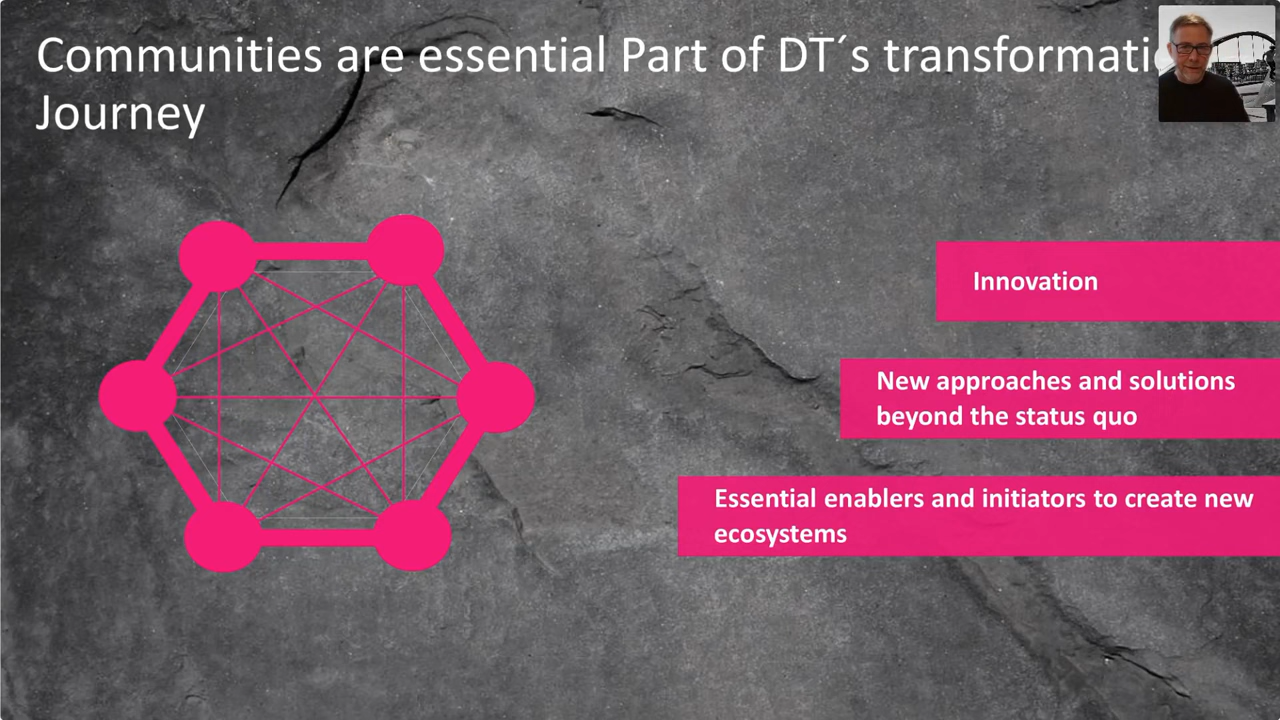 Communities are essential Part of DT´s
Journey
Innovation
New approaches and solutions
beyond the status quo
Essential enablers and initiators to create new
ecosystems